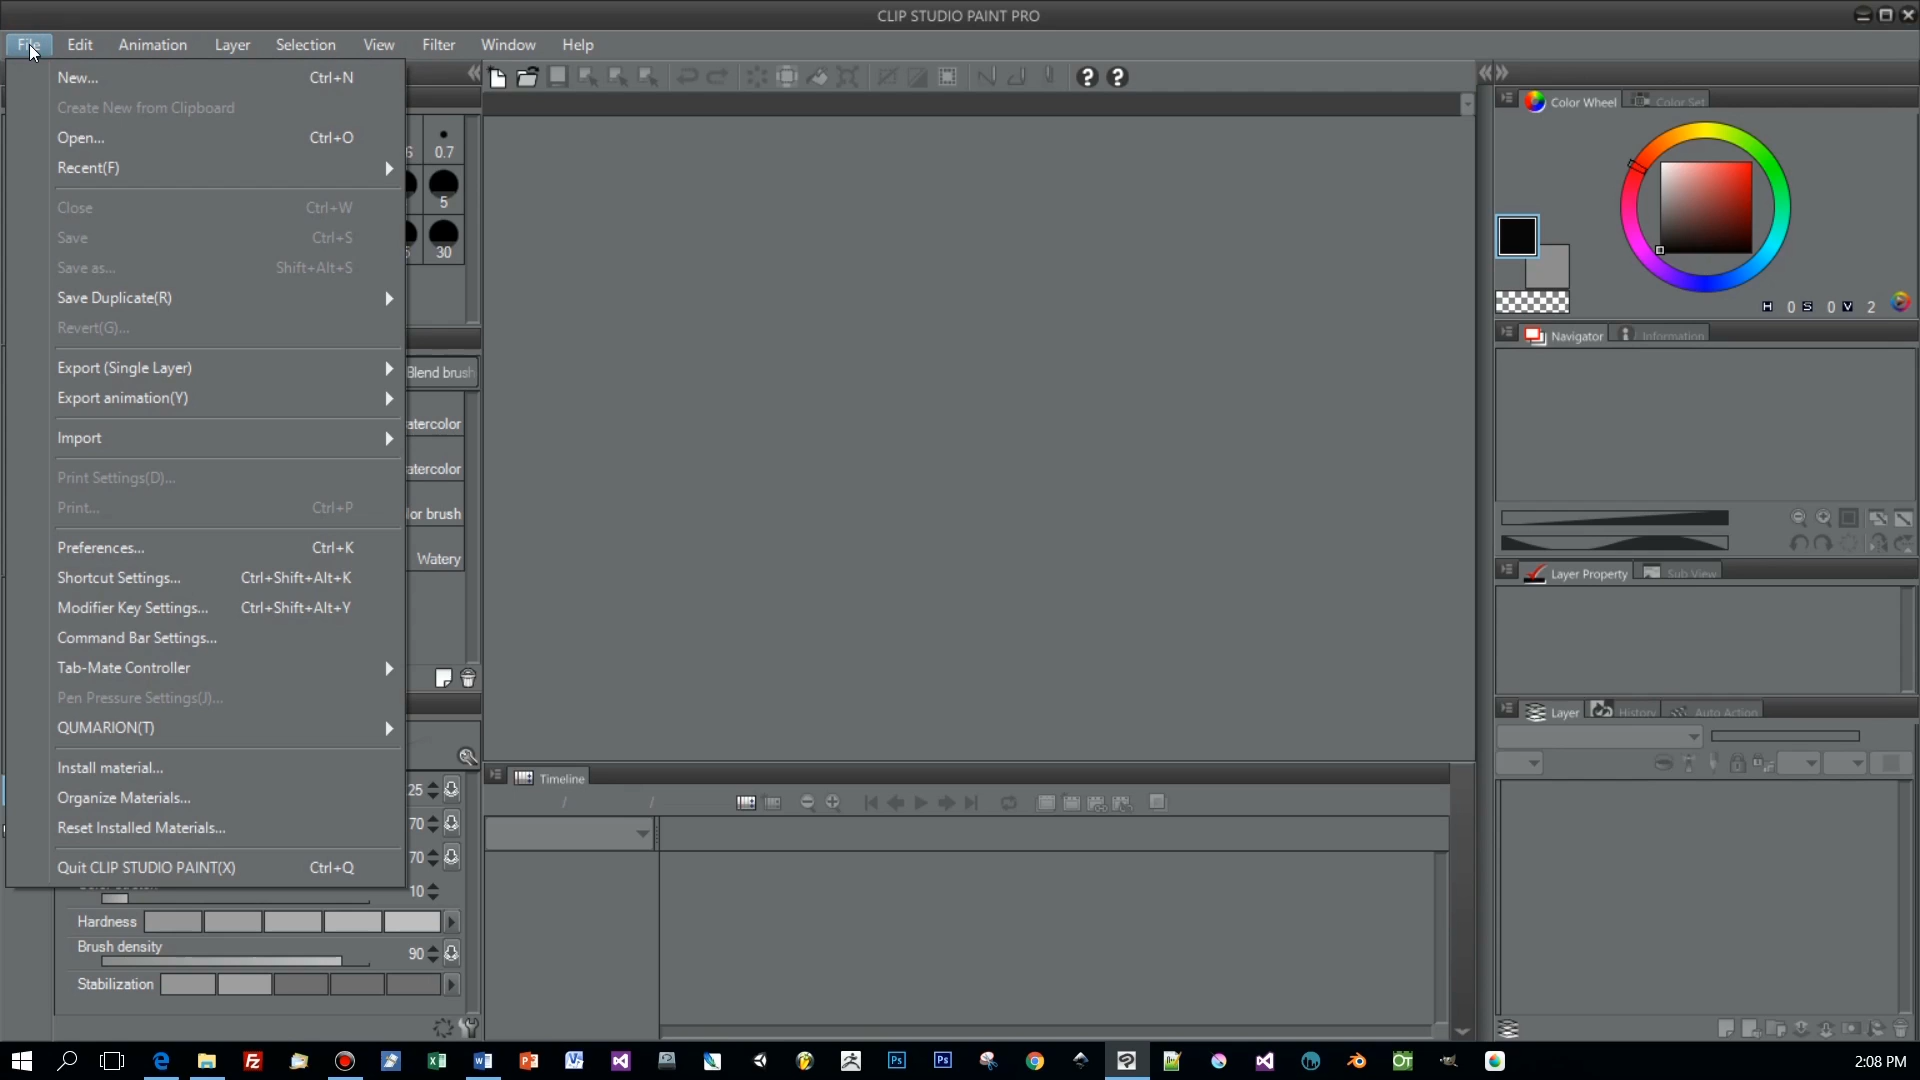 CLIP STUDIO PAINT PRO
File Edit Animation Layer Selection View Filter Window Help
New... Ctrl+N
Create New from Clipboard
Open... Ctrl+O
Recent(F)
Close Ctrl+W
Save Ctrl+S
Save as... Shift+Alt+S
Save Duplicate(R)
Revert(G)...
Export (Single Layer)
Export animation(Y)
Import
Print Settings(D)...
Print... Ctrl+P
Preferences... Ctrl+K
Shortcut Settings... Ctrl+Shift+Alt+K
Modifier Key Settings... Ctrl+Shift+Alt+Y
Command Bar Settings...
Tab-Mate Controller
Pen Pressure Settings(J)...
QUMARION(T)
Install material...
Organize Materials...
Reset Installed Materials...
Quit CLIP STUDIO PAINT(X) Ctrl+Q
0.7
5
30
Blend brush
atercolor
atercolor
lor brush
Watery
25
70
70
10
Hardness
Brush density
90
Stabilization
Timeline
/ /
Color Wheel Color Set
H 0 S 0 V 2
Navigator Information
Layer Property Sub View
Layer History Auto Action
2:08 PM